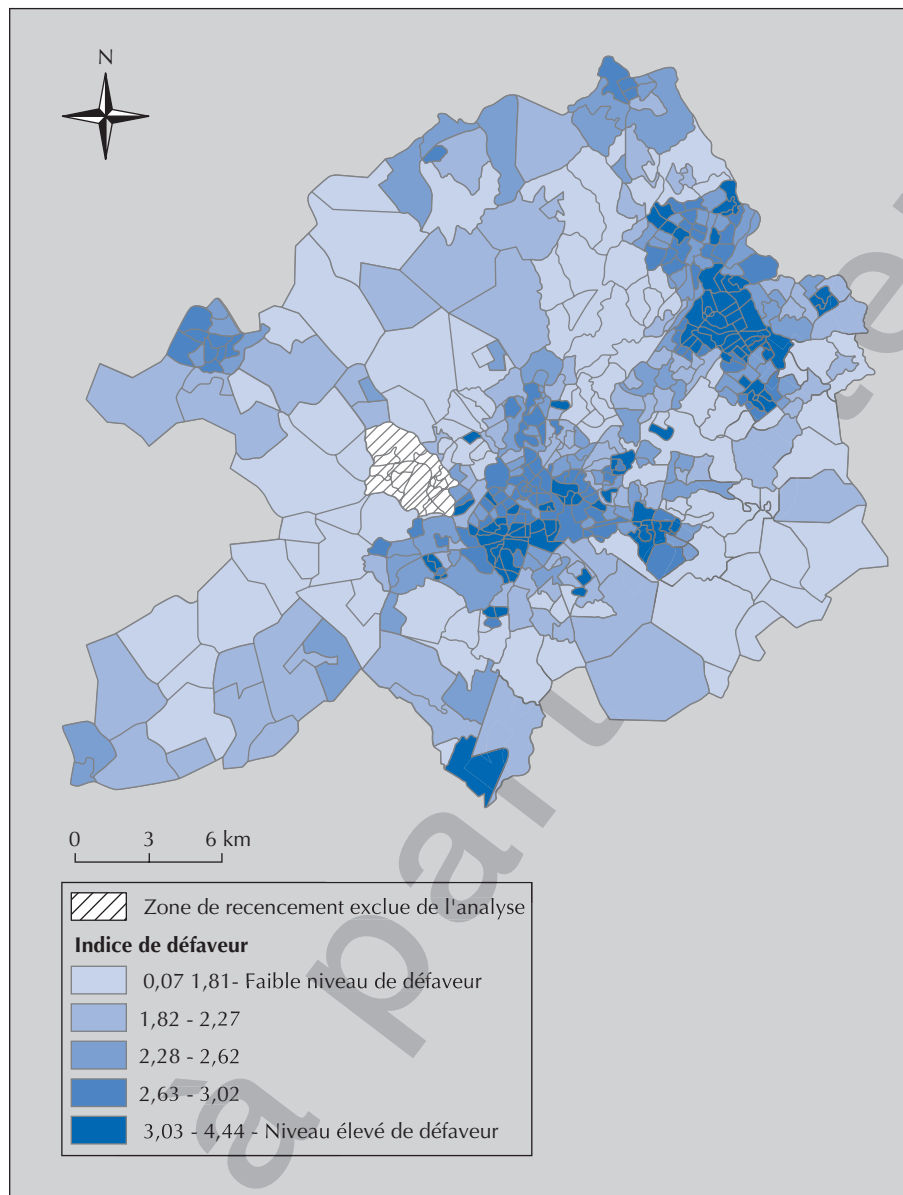 N
0 3 6 km
Zone de recencement exclue de l'analyse
Indice de défaveur
0,07 1,81- Faible niveau de défaveur
1,82 - 2,27
2,28 - 2,62
2,63 - 3,02
3,03 - 4,44 - Niveau élevé de défaveur
à partir